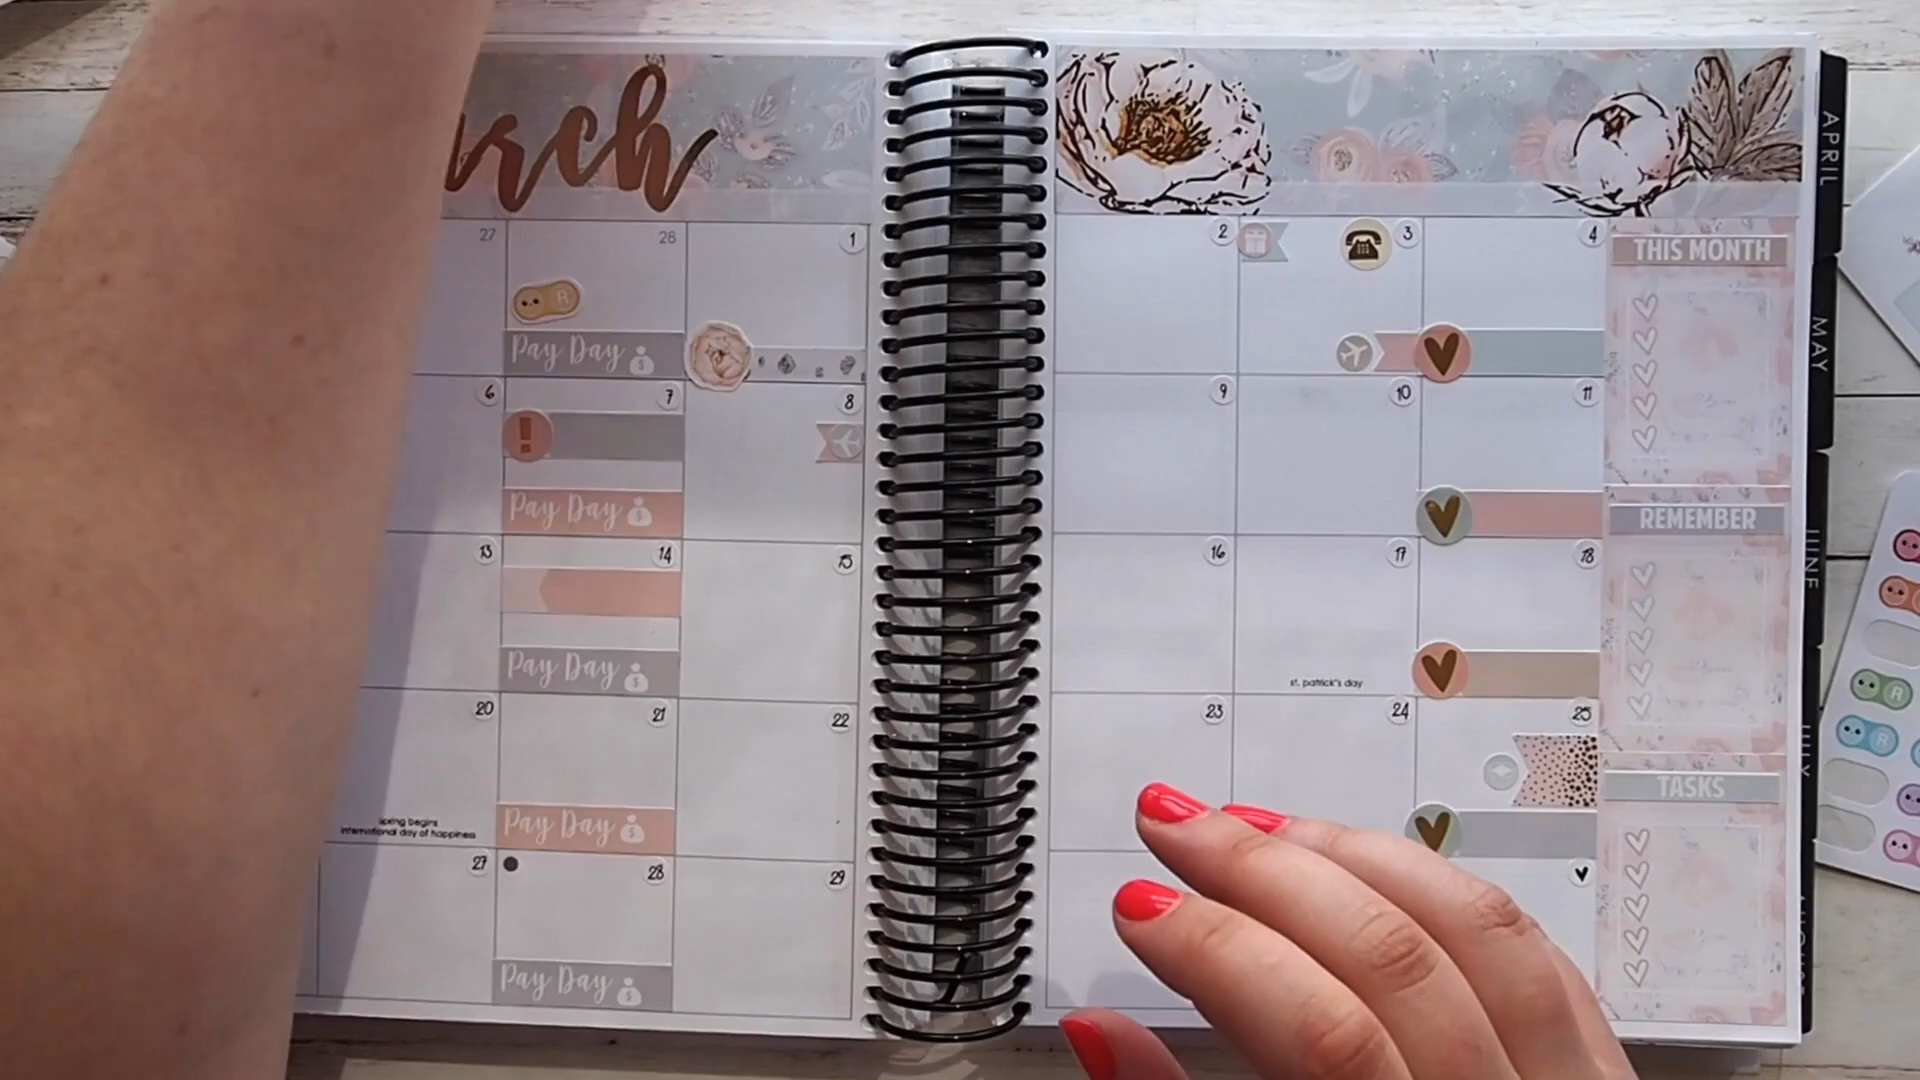 rch
27 28 1 2 3 4
THIS MONTH
R
Pay Day
6 7 8 9 10 11
!
Pay Day
REMEMBER
13 14 15 16 17 18
Pay Day
st. patrick's day
20 21 22 23 24 25
TASKS
spring begins
international day of happiness
Pay Day
27 28 29
Pay Day
APRIL
MAY
JUNE
JULY
R
R